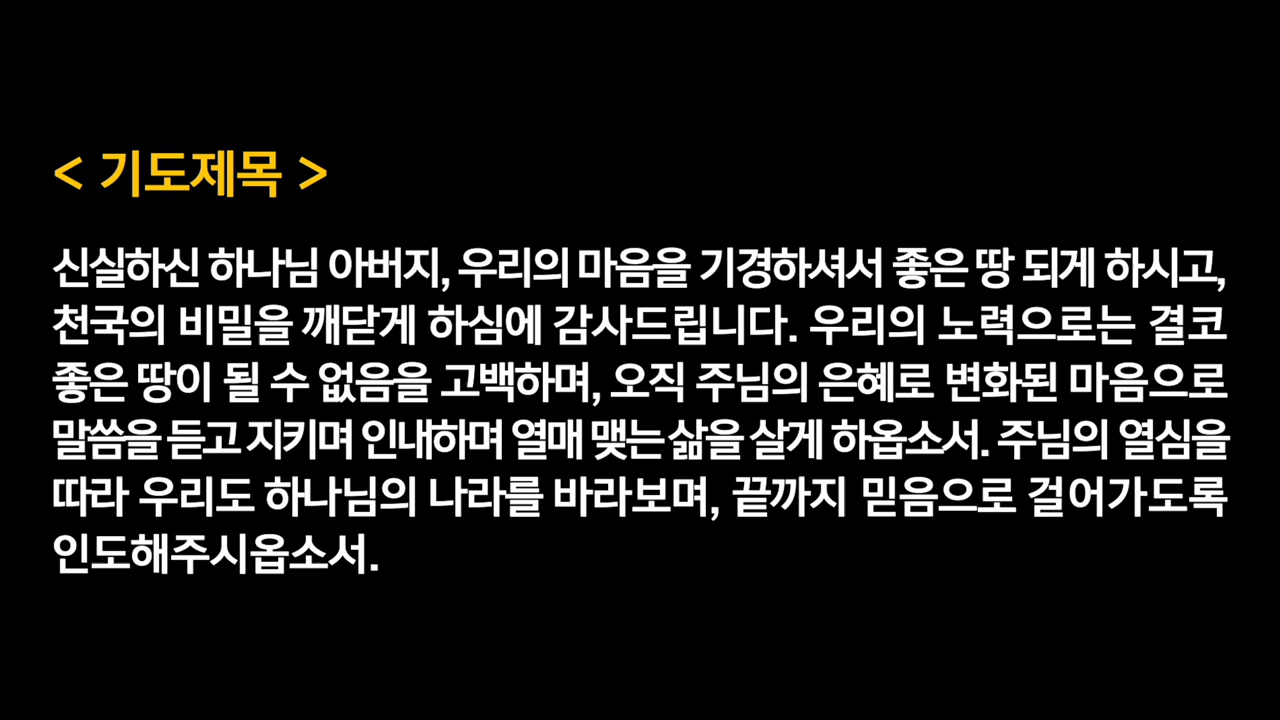 < 기도제목 >
신실하신 하나님 아버지, 우리의 마음을 기경하셔서 좋은 땅 되게 하시고,
천국의 비밀을 깨닫게 하심에 감사드립니다. 우리의 노력으로는 결코
좋은 땅이 될 수 없음을 고백하며, 오직 주님의 은혜로 변화된 마음으로
말씀을 듣고 지키며 인내하며 열매 맺는 삶을 살게 하옵소서. 주님의 열심을
따라 우리도 하나님의 나라를 바라보며, 끝까지 믿음으로 걸어가도록
인도해주시옵소서.